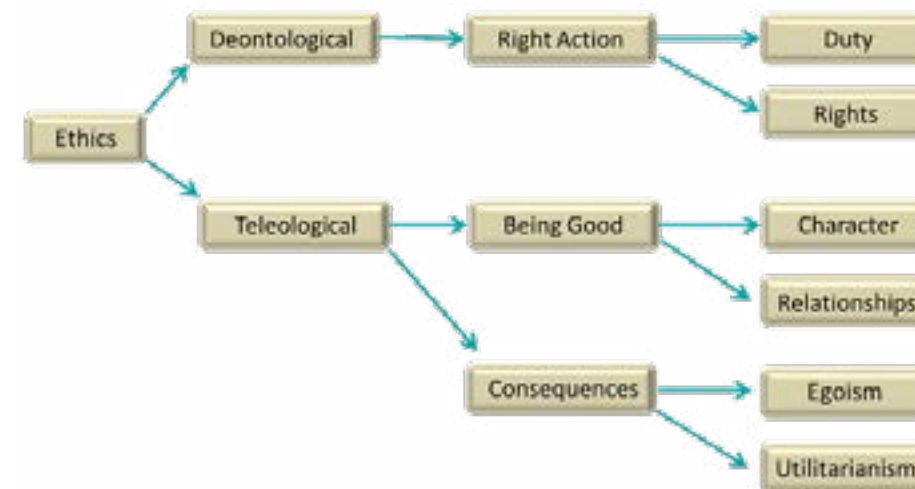 Ethics
Deontological
Right Action
Duty
Rights
Teleological
Being Good
Character
Relationships
Consequences
Egoism
Utilitarianism